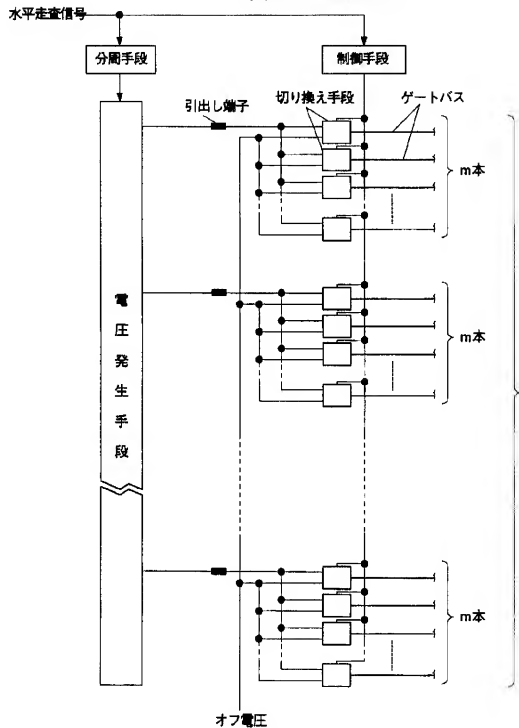 水平走査信号
分周手段
制御手段
引出し端子
切り換え手段
ゲートバス
m本
電圧発生手段
m本
m本
オフ電圧